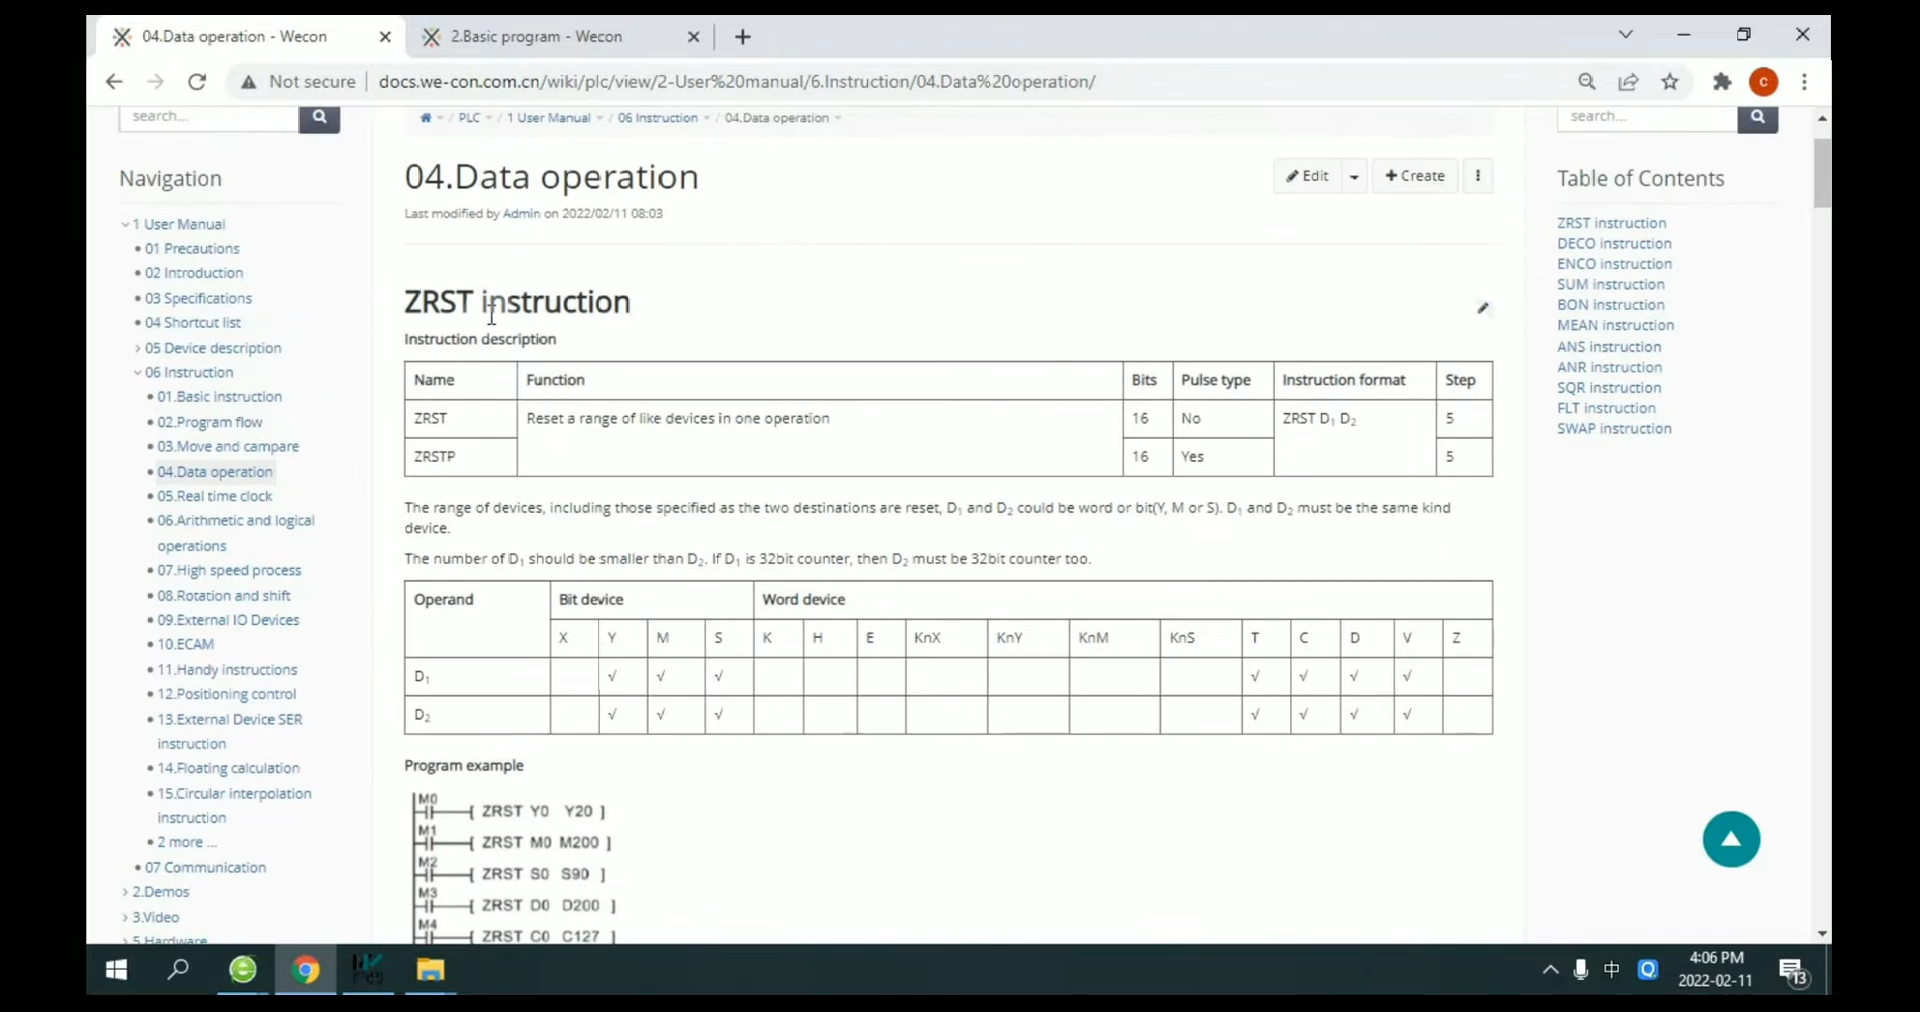 04.Data operation - Wecon
2.Basic program - Wecon
Not secure
docs.we-con.com.cn/wiki/plc/view/2-User%20manual/6.Instruction/04.Data%20operation/
C
search...
/ PLC / 1 User Manual / 06 Instruction / 04.Data operation
search...
Navigation
1 User Manual
01 Precautions
02 Introduction
03 Specifications
04 Shortcut list
05 Device description
06 Instruction
01.Basic instruction
02.Program flow
03.Move and campare
04.Data operation
05.Real time clock
06.Arithmetic and logical
operations
07.High speed process
08.Rotation and shift
09.External IO Devices
10.ECAM
11.Handy instructions
12.Positioning control
13.External Device SER
instruction
14.Floating calculation
15.Circular interpolation
instruction
2 more ...
07 Communication
2.Demos
3.Video
5.Hardware
04.Data operation
Edit
Create
Last modified by Admin on 2022/02/11 08:03
ZRST instruction
Instruction description
Name Function Bits Pulse type Instruction format Step
ZRST Reset a range of like devices in one operation 16 No ZRST D1 D2 5
ZRSTP 16 Yes 5
The range of devices, including those specified as the two destinations are reset, D1 and D2 could be word or bit(Y, M or S). D1 and D2 must be the same kind
device.
The number of D1 should be smaller than D2. If D1 is 32bit counter, then D2 must be 32bit counter too.
Operand Bit device Word device
X Y M S K H E KnX KnY KnM KnS T C D V Z
D1 √ √ √ √ √ √ √
D2 √ √ √ √ √ √ √
Program example
M0
[ ZRST Y0 Y20 ]
M1
[ ZRST M0 M200 ]
M2
[ ZRST S0 S90 ]
M3
[ ZRST D0 D200 ]
M4
[ ZRST C0 C127 ]
Table of Contents
ZRST instruction
DECO instruction
ENCO instruction
SUM instruction
BON instruction
MEAN instruction
ANS instruction
ANR instruction
SQR instruction
FLT instruction
SWAP instruction
中
4:06 PM
2022-02-11
13